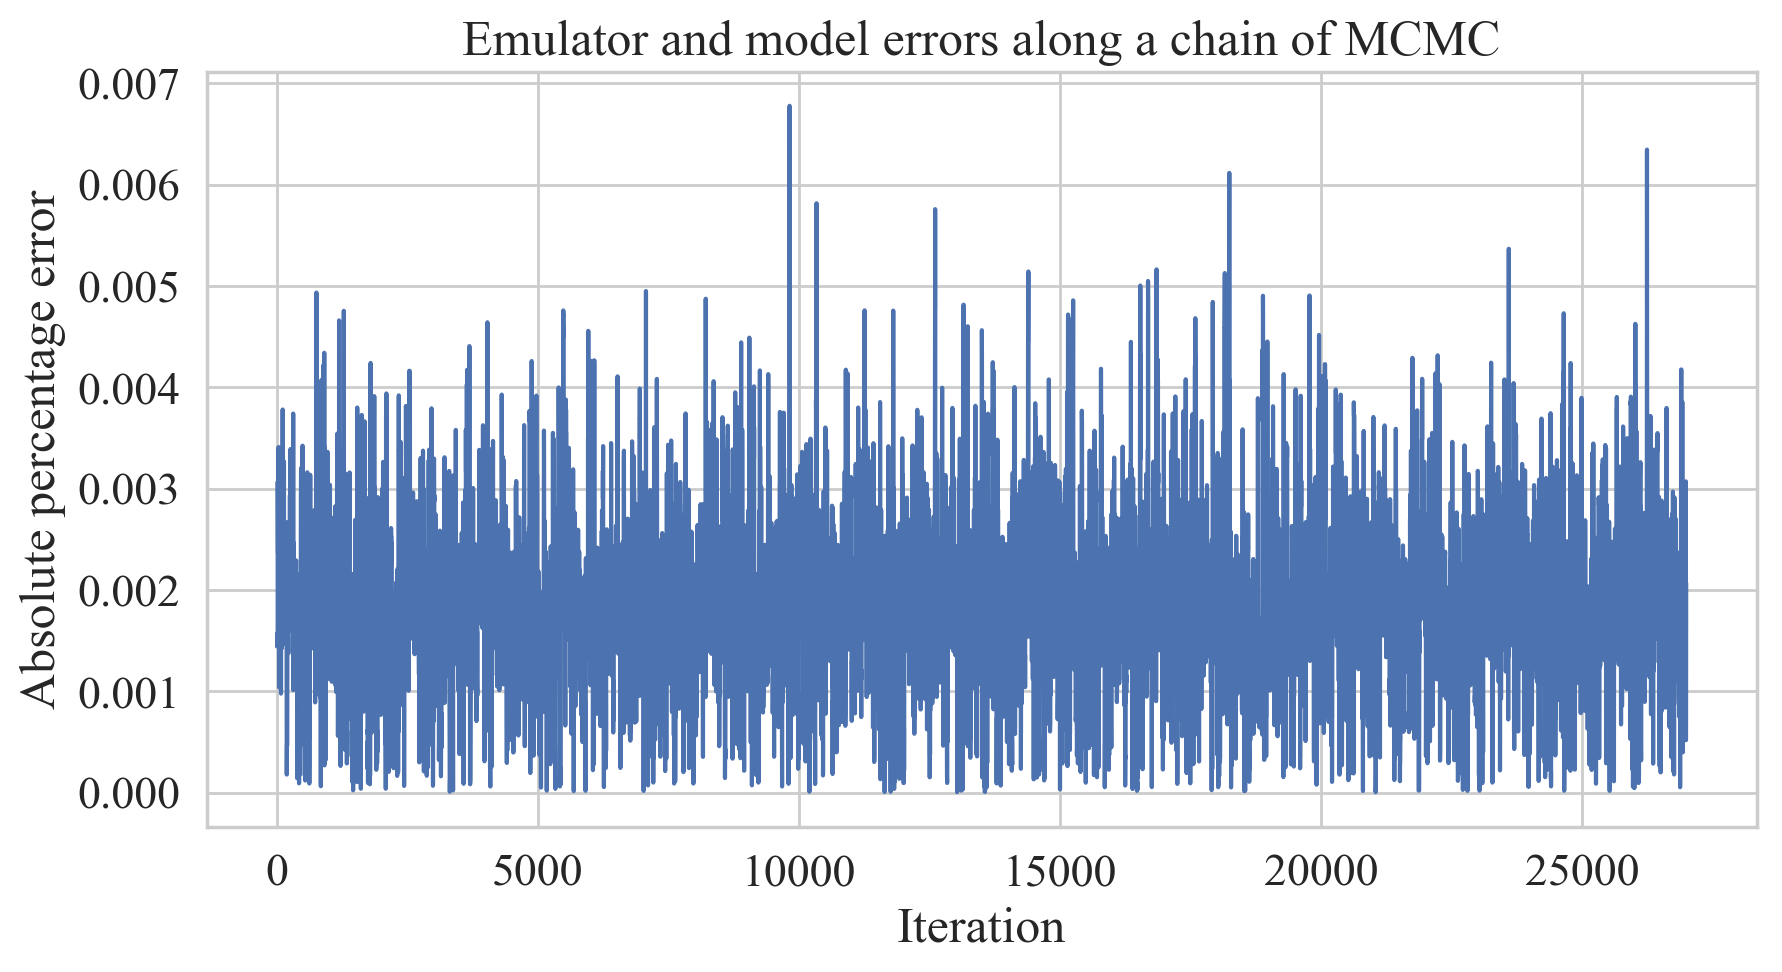 Emulator and model errors along a chain of MCMC
0.007
0.006
0.005
0.004
0.003
0.002
0.001
0.000
Absolute percentage error
0 5000 10000 15000 20000 25000
Iteration